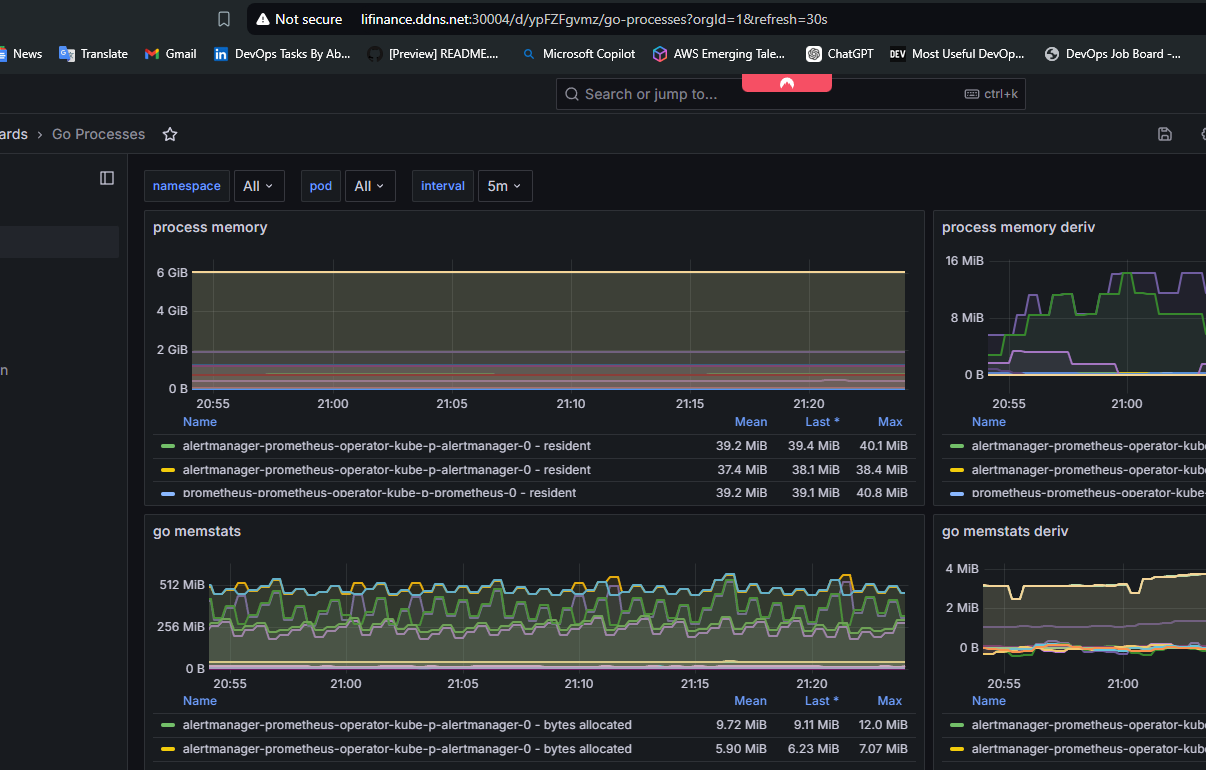 Not secure lifinance.ddns.net:30004/d/ypFZFgvmz/go-processes?orgId=1&refresh=30s
News Translate Gmail DevOps Tasks By Ab... [Preview] README.... Microsoft Copilot AWS Emerging Tale... ChatGPT DEV Most Useful DevOp... DevOps Job Board -...
Search or jump to... ctrl+k
ards › Go Processes
namespace All pod All interval 5m
process memory
6 GiB
4 GiB
2 GiB
0 B
20:55 21:00 21:05 21:10 21:15 21:20
Name Mean Last * Max
alertmanager-prometheus-operator-kube-p-alertmanager-0 - resident 39.2 MiB 39.4 MiB 40.1 MiB
alertmanager-prometheus-operator-kube-p-alertmanager-0 - resident 37.4 MiB 38.1 MiB 38.4 MiB
prometheus-prometheus-operator-kube-p-prometheus-0 - resident 39.2 MiB 39.1 MiB 40.8 MiB
process memory deriv
16 MiB
8 MiB
0 B
20:55 21:00
Name
alertmanager-prometheus-operator-kube
alertmanager-prometheus-operator-kube
prometheus-prometheus-operator-kube-
n
go memstats
512 MiB
256 MiB
0 B
20:55 21:00 21:05 21:10 21:15 21:20
Name Mean Last * Max
alertmanager-prometheus-operator-kube-p-alertmanager-0 - bytes allocated 9.72 MiB 9.11 MiB 12.0 MiB
alertmanager-prometheus-operator-kube-p-alertmanager-0 - bytes allocated 5.90 MiB 6.23 MiB 7.07 MiB
go memstats deriv
4 MiB
2 MiB
0 B
20:55 21:00
Name
alertmanager-prometheus-operator-kube
alertmanager-prometheus-operator-kube